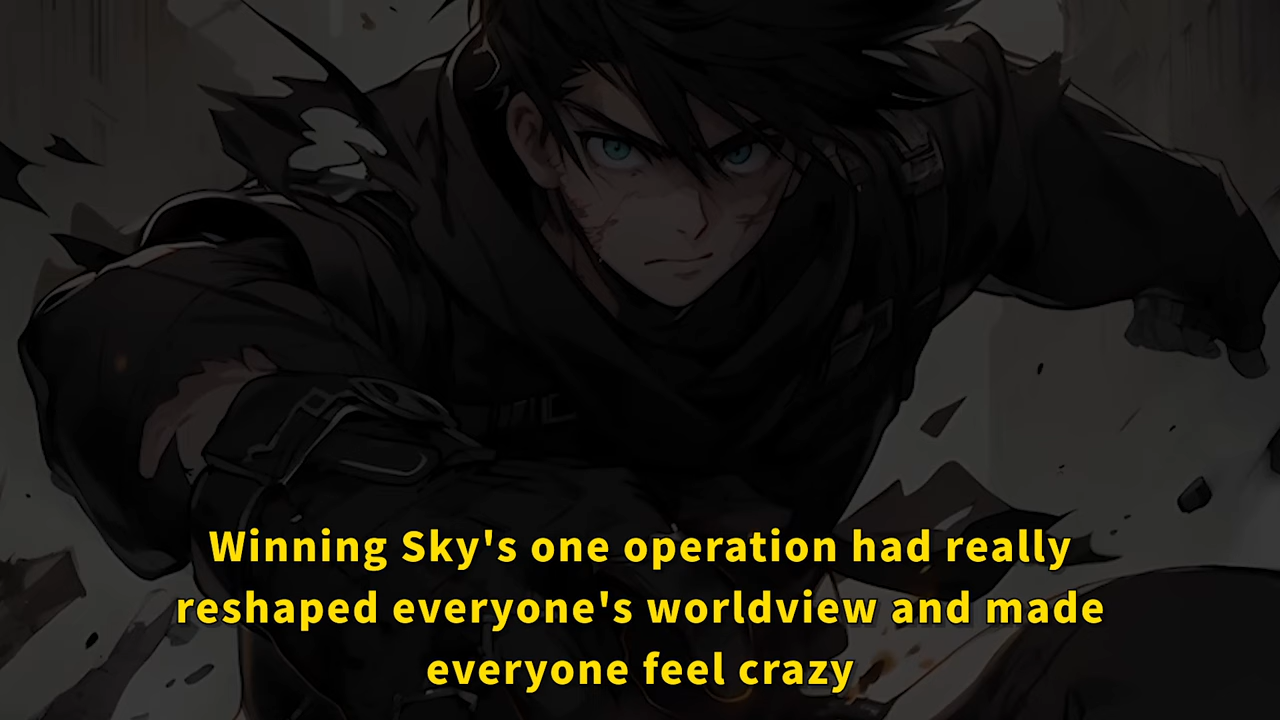 Winning Sky's one operation had really
reshaped everyone's worldview and made
everyone feel crazy